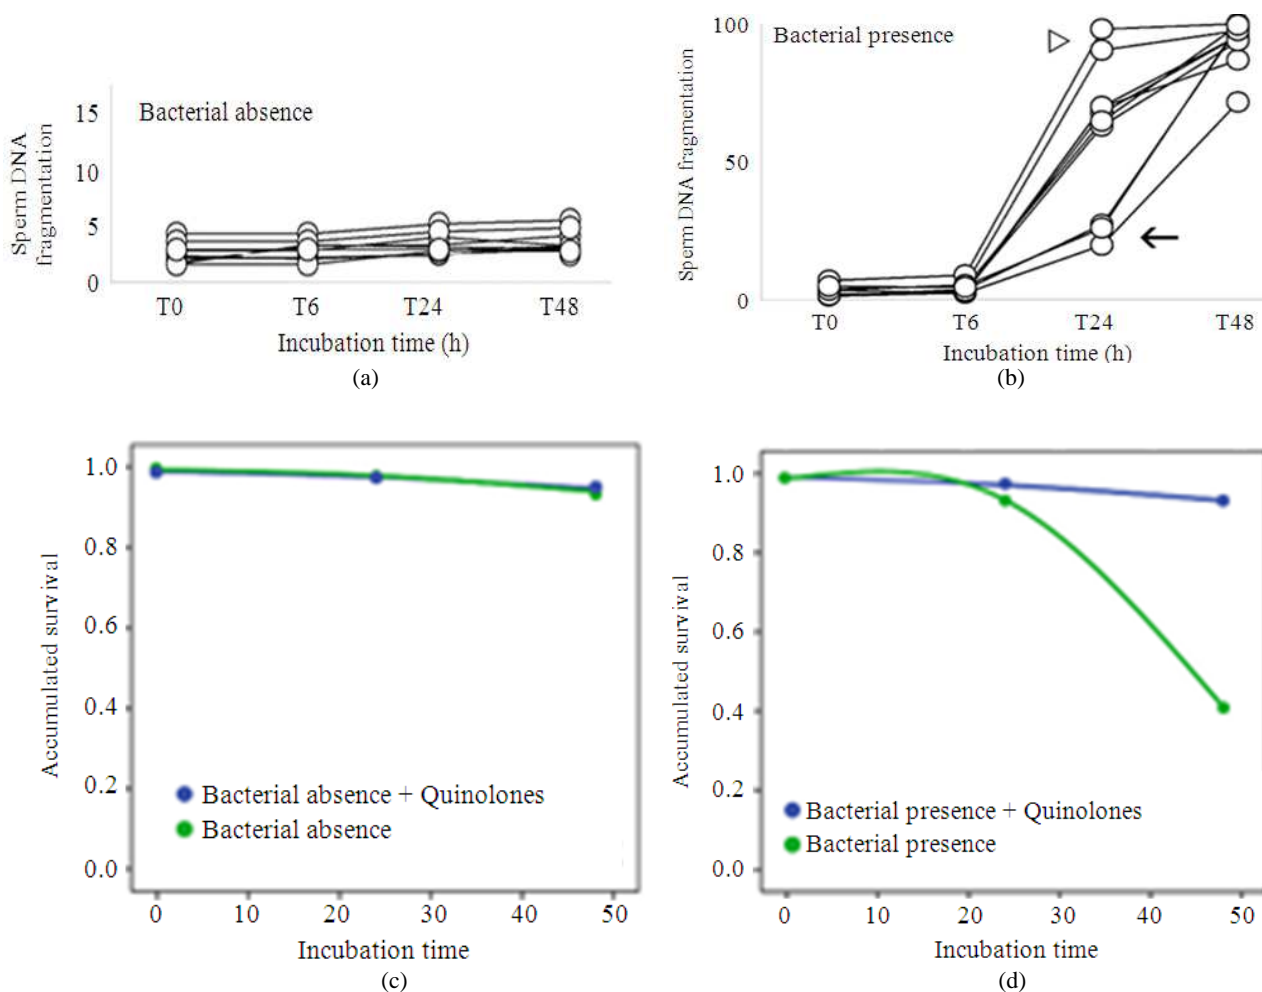 Bacterial absence
Sperm DNA
fragmentation
15
10
5
0
T0 T6 T24 T48
Incubation time (h)
(a)
Bacterial presence
Sperm DNA fragmentation
100
50
0
T0 T6 T24 T48
Incubation time (h)
(b)
Accumulated survival
1.0
0.8
0.6
0.4
0.2
0.0
Bacterial absence + Quinolones
Bacterial absence
0 10 20 30 40 50
Incubation time
(c)
Accumulated survival
1.0
0.8
0.6
0.4
0.2
0.0
Bacterial presence + Quinolones
Bacterial presence
0 10 20 30 40 50
Incubation time
(d)